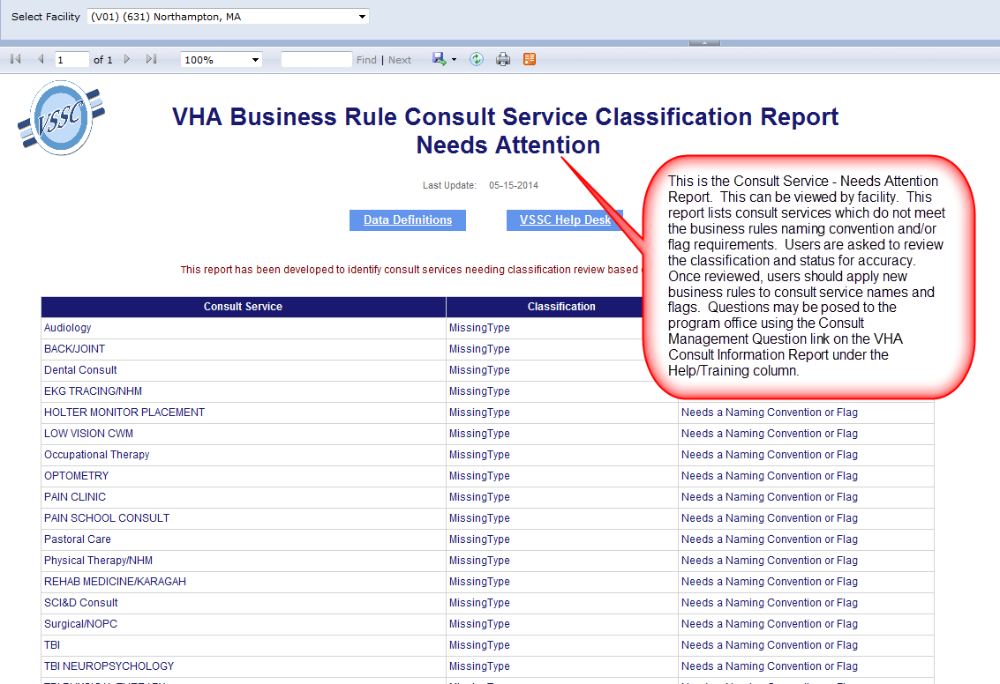 Select Facility (V01) (631) Northampton, MA
1 of 1 100% Find | Next
VSSC
VHA Business Rule Consult Service Classification Report
Needs Attention
Last Update: 05-15-2014
Data Definitions VSSC Help Desk
This report has been developed to identify consult services needing classification review based
This is the Consult Service - Needs Attention
Report. This can be viewed by facility. This
report lists consult services which do not meet
the business rules naming convention and/or
flag requirements. Users are asked to review
the classification and status for accuracy.
Once reviewed, users should apply new
business rules to consult service names and
flags. Questions may be posed to the
program office using the Consult
Management Question link on the VHA
Consult Information Report under the
Help/Training column.
Consult Service Classification
Audiology MissingType
BACK/JOINT MissingType
Dental Consult MissingType
EKG TRACING/NHM MissingType
HOLTER MONITOR PLACEMENT MissingType Needs a Naming Convention or Flag
LOW VISION CWM MissingType Needs a Naming Convention or Flag
Occupational Therapy MissingType Needs a Naming Convention or Flag
OPTOMETRY MissingType Needs a Naming Convention or Flag
PAIN CLINIC MissingType Needs a Naming Convention or Flag
PAIN SCHOOL CONSULT MissingType Needs a Naming Convention or Flag
Pastoral Care MissingType Needs a Naming Convention or Flag
Physical Therapy/NHM MissingType Needs a Naming Convention or Flag
REHAB MEDICINE/KARAGAH MissingType Needs a Naming Convention or Flag
SCI&D Consult MissingType Needs a Naming Convention or Flag
Surgical/NOPC MissingType Needs a Naming Convention or Flag
TBI MissingType Needs a Naming Convention or Flag
TBI NEUROPSYCHOLOGY MissingType Needs a Naming Convention or Flag